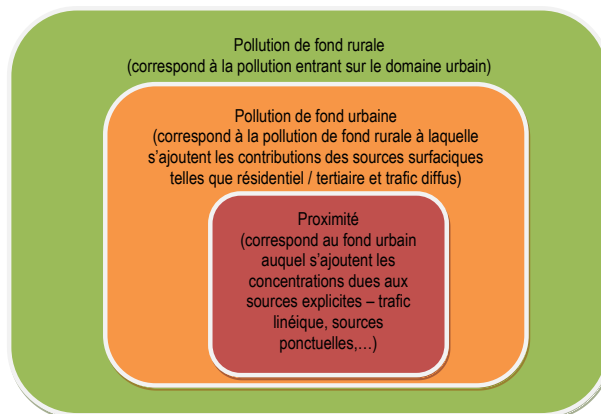 Pollution de fond rurale
(correspond à la pollution entrant sur le domaine urbain)
Pollution de fond urbaine
(correspond à la pollution de fond rurale à laquelle
s’ajoutent les contributions des sources surfaciques
telles que résidentiel / tertiaire et trafic diffus)
Proximité
(correspond au fond urbain
auquel s’ajoutent les
concentrations dues aux
sources explicites – trafic
linéique, sources
ponctuelles,…)